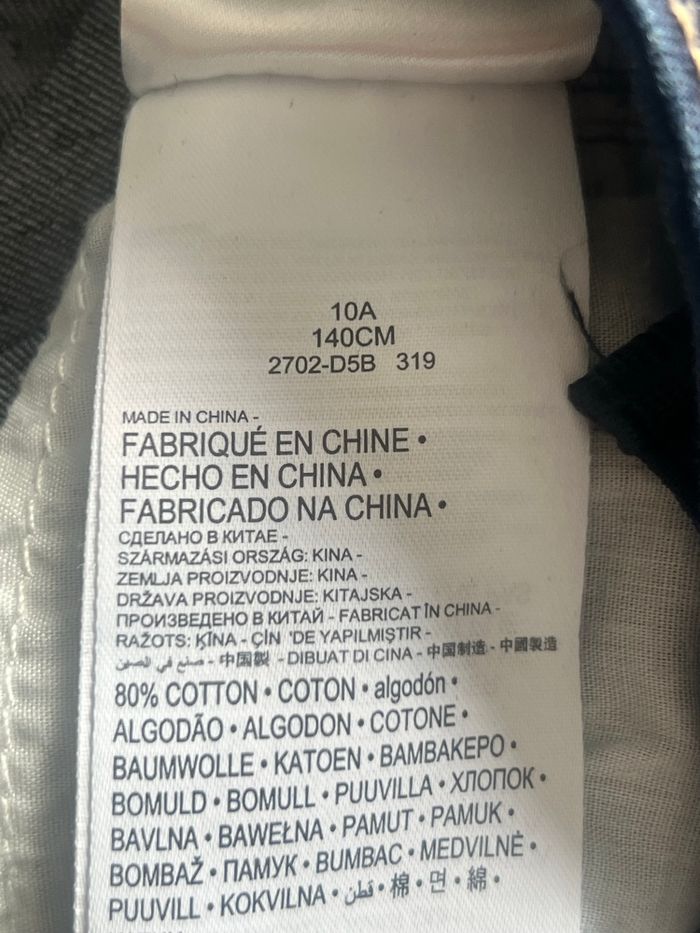 10A
140CM
2702-D5B 319
MADE IN CHINA -
FABRIQUÉ EN CHINE •
HECHO EN CHINA •
FABRICADO NA CHINA •
СДЕЛАНО В КИТАЕ -
SZÁRMAZÁSI ORSZÁG: KINA -
ZEMLJA PROIZVODNJE: KINA -
DRŽAVA PROIZVODNJE: KITAJSKA -
ПРОИЗВЕДЕНО В КИТАЙ - FABRICAT ÎN CHINA -
RAŽOTS: ĶĪNA - ÇİN 'DE YAPILMIŞTIR -
صنع في الصين - 中国製 - DIBUAT DI CINA - 中国制造 - 中國製造
80% COTTON • COTON • algodón •
ALGODÃO • ALGODON • COTONE •
BAUMWOLLE • KATOEN • ΒΑΜΒΑΚΕΡΟ •
BOMULD • BOMULL • PUUVILLA • ХЛОПОК •
BAVLNA • BAWEŁNA • PAMUT • PAMUK •
BOMBAŽ • ПАМУК • BUMBAC • MEDVILNĖ •
PUUVILL • KOKVILNA • قطن • 棉 • 면 • 綿 •